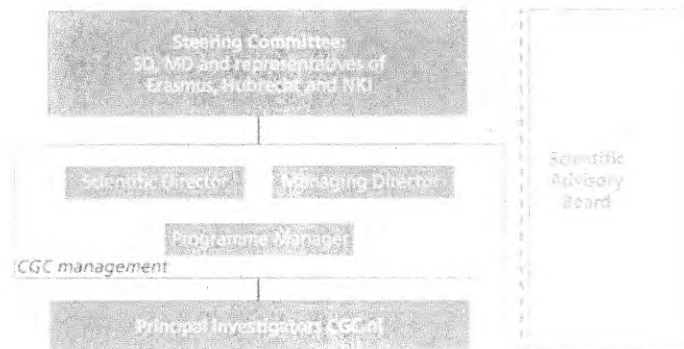 Steering Committee:
SD, MD and representatives of
Erasmus, Hubrecht and NKI
Scientific Director
Managing Director
Programme Manager
CGC management
Principal Investigators CGC.nl
Scientific
Advisory
Board